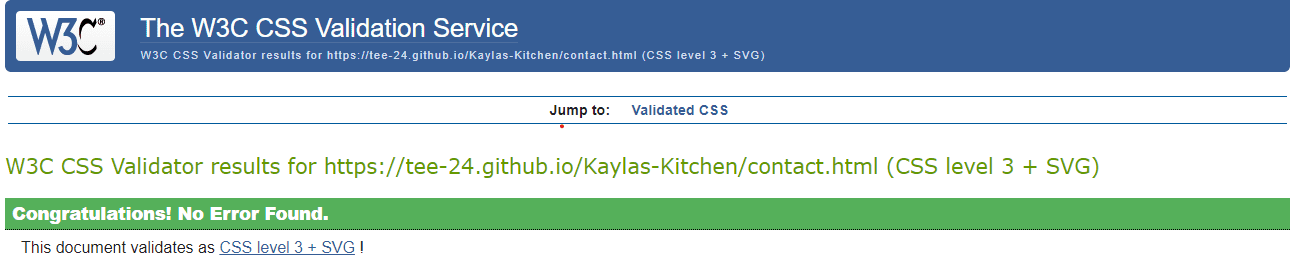 W3C®
The W3C CSS Validation Service
W3C CSS Validator results for https://tee-24.github.io/Kaylas-Kitchen/contact.html (CSS level 3 + SVG)
Jump to: Validated CSS
W3C CSS Validator results for https://tee-24.github.io/Kaylas-Kitchen/contact.html (CSS level 3 + SVG)
Congratulations! No Error Found.
This document validates as CSS level 3 + SVG !